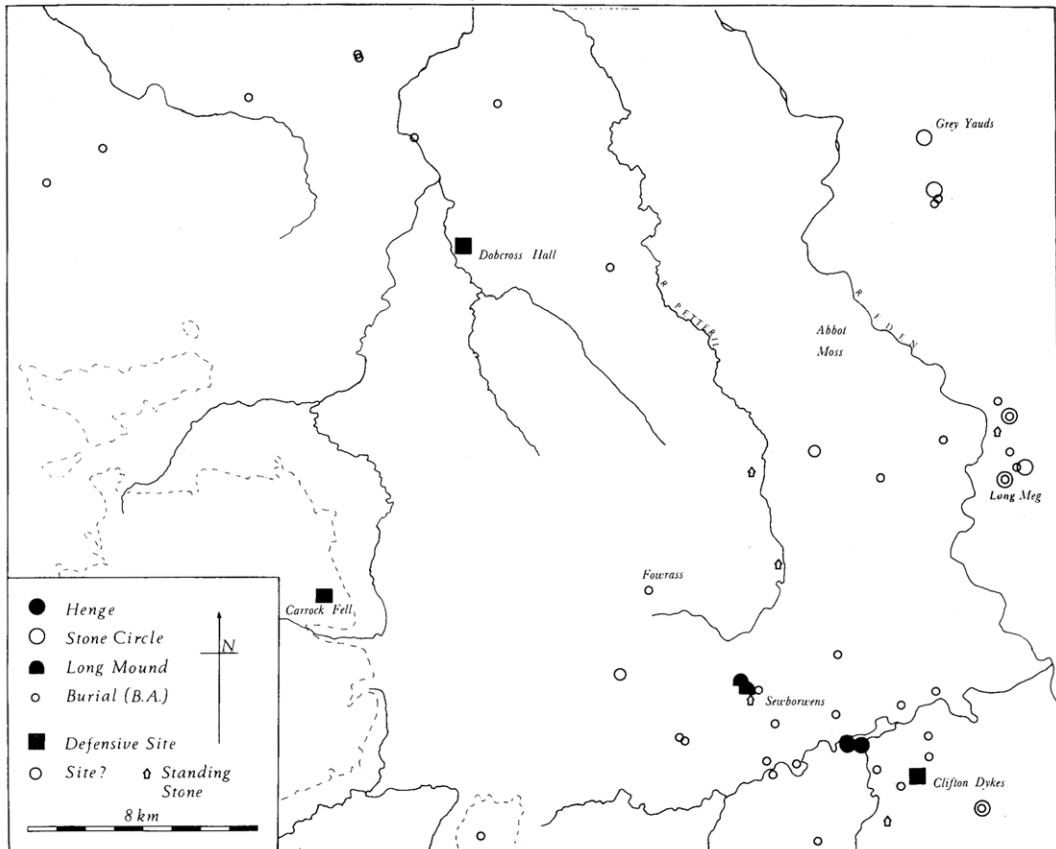 Grey Yauds
Dobcross Hall
R PETTERIL
R EDEN
Abbot
Moss
Long Meg
Fowrass
Carrock Fell
Sewborwens
Clifton Dykes
Henge
Stone Circle
Long Mound
Burial (B.A.)
Defensive Site
Site? Standing
Stone
N
8 km